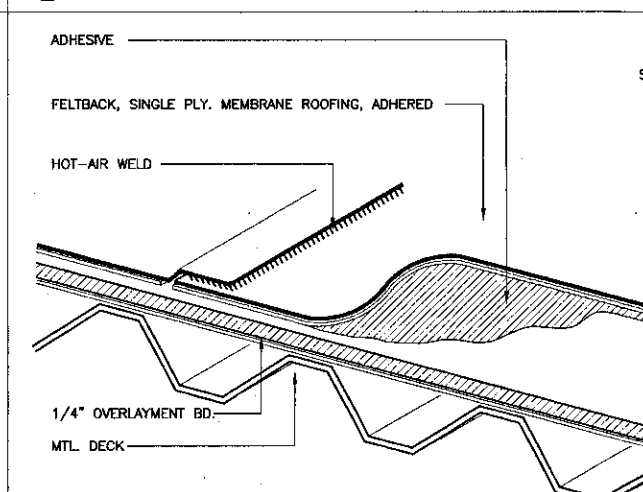 ADHESIVE
FELTBACK, SINGLE PLY. MEMBRANE ROOFING, ADHERED
HOT-AIR WELD
1/4" OVERLAYMENT BD.
MTL. DECK